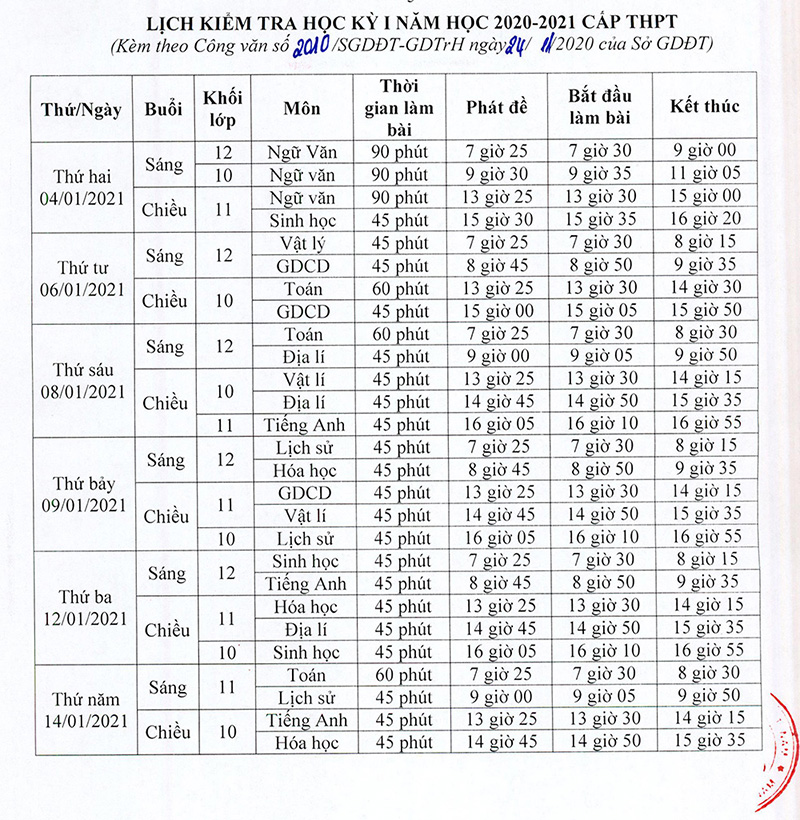 LỊCH KIỂM TRA HỌC KỲ I NĂM HỌC 2020-2021 CẤP THPT
(Kèm theo Công văn số 2010/SGDĐT-GDTrH ngày 24/ 11/2020 của Sở GDĐT)
Thứ/Ngày Buổi Khối lớp Môn Thời gian làm bài Phát đề Bắt đầu làm bài Kết thúc
Thứ hai 04/01/2021 Sáng 12 Ngữ Văn 90 phút 7 giờ 25 7 giờ 30 9 giờ 00
10 Ngữ văn 90 phút 9 giờ 30 9 giờ 35 11 giờ 05
Chiều 11 Ngữ văn 90 phút 13 giờ 25 13 giờ 30 15 giờ 00
Sinh học 45 phút 15 giờ 30 15 giờ 35 16 giờ 20
Thứ tư 06/01/2021 Sáng 12 Vật lý 45 phút 7 giờ 25 7 giờ 30 8 giờ 15
GDCD 45 phút 8 giờ 45 8 giờ 50 9 giờ 35
Chiều 10 Toán 60 phút 13 giờ 25 13 giờ 30 14 giờ 30
GDCD 45 phút 15 giờ 00 15 giờ 05 15 giờ 50
Thứ sáu 08/01/2021 Sáng 12 Toán 60 phút 7 giờ 25 7 giờ 30 8 giờ 30
Địa lí 45 phút 9 giờ 00 9 giờ 05 9 giờ 50
Chiều 10 Vật lí 45 phút 13 giờ 25 13 giờ 30 14 giờ 15
Địa lí 45 phút 14 giờ 45 14 giờ 50 15 giờ 35
11 Tiếng Anh 45 phút 16 giờ 05 16 giờ 10 16 giờ 55
Thứ bảy 09/01/2021 Sáng 12 Lịch sử 45 phút 7 giờ 25 7 giờ 30 8 giờ 15
Hóa học 45 phút 8 giờ 45 8 giờ 50 9 giờ 35
Chiều 11 GDCD 45 phút 13 giờ 25 13 giờ 30 14 giờ 15
Vật lí 45 phút 14 giờ 45 14 giờ 50 15 giờ 35
10 Lịch sử 45 phút 16 giờ 05 16 giờ 10 16 giờ 55
Thứ ba 12/01/2021 Sáng 12 Sinh học 45 phút 7 giờ 25 7 giờ 30 8 giờ 15
Tiếng Anh 45 phút 8 giờ 45 8 giờ 50 9 giờ 35
Chiều 11 Hóa học 45 phút 13 giờ 25 13 giờ 30 14 giờ 15
Địa lí 45 phút 14 giờ 45 14 giờ 50 15 giờ 35
10 Sinh học 45 phút 16 giờ 05 16 giờ 10 16 giờ 55
Thứ năm 14/01/2021 Sáng 11 Toán 60 phút 7 giờ 25 7 giờ 30 8 giờ 30
Lịch sử 45 phút 9 giờ 00 9 giờ 05 9 giờ 50
Chiều 10 Tiếng Anh 45 phút 13 giờ 25 13 giờ 30 14 giờ 15
Hóa học 45 phút 14 giờ 45 14 giờ 50 15 giờ 35